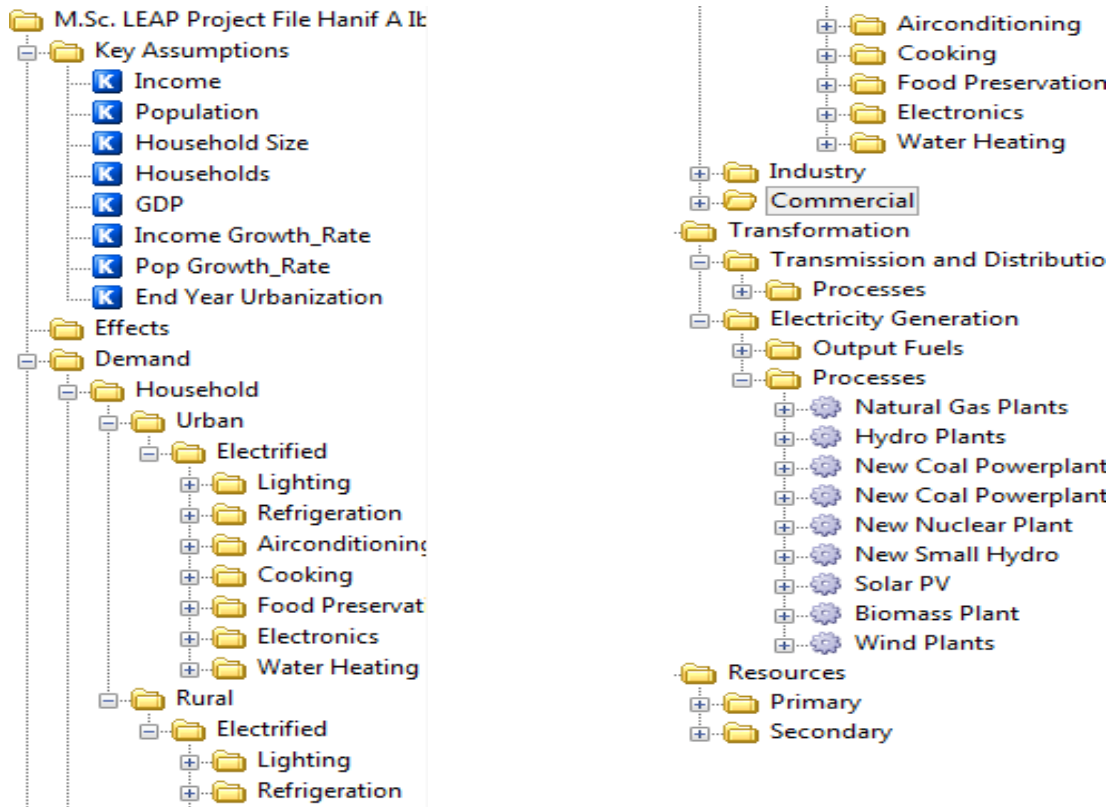 M.Sc. LEAP Project File Hanif A Ib
Key Assumptions
K Income
K Population
K Household Size
K Households
K GDP
K Income Growth_Rate
K Pop Growth_Rate
K End Year Urbanization
Effects
Demand
Household
Urban
Electrified
Lighting
Refrigeration
Airconditioning
Cooking
Food Preservati
Electronics
Water Heating
Rural
Electrified
Lighting
Refrigeration
Airconditioning
Cooking
Food Preservation
Electronics
Water Heating
Industry
Commercial
Transformation
Transmission and Distributio
Processes
Electricity Generation
Output Fuels
Processes
Natural Gas Plants
Hydro Plants
New Coal Powerplant
New Coal Powerplant
New Nuclear Plant
New Small Hydro
Solar PV
Biomass Plant
Wind Plants
Resources
Primary
Secondary